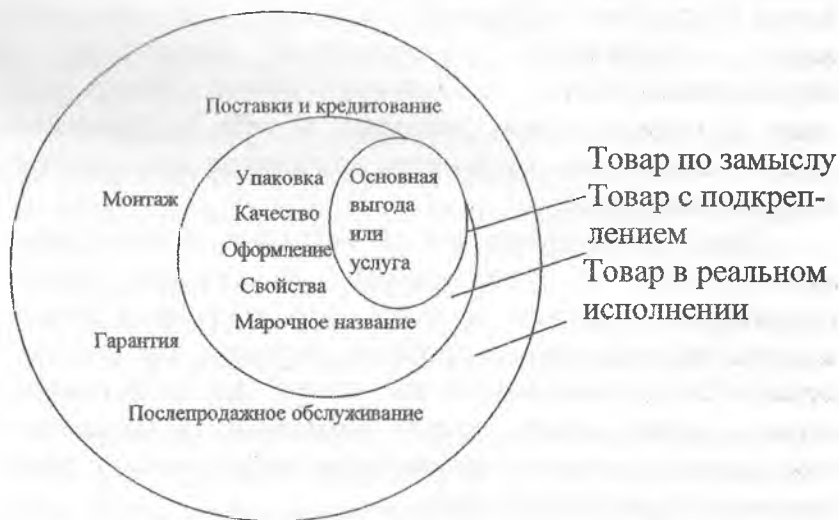 Поставки и кредитование
Упаковка
Качество
Оформление
Свойства
Марочное название
Основная
выгода
или
услуга
Монтаж
Гарантия
Послепродажное обслуживание
Товар по замыслу
Товар с подкреп-
лением
Товар в реальном
исполнении